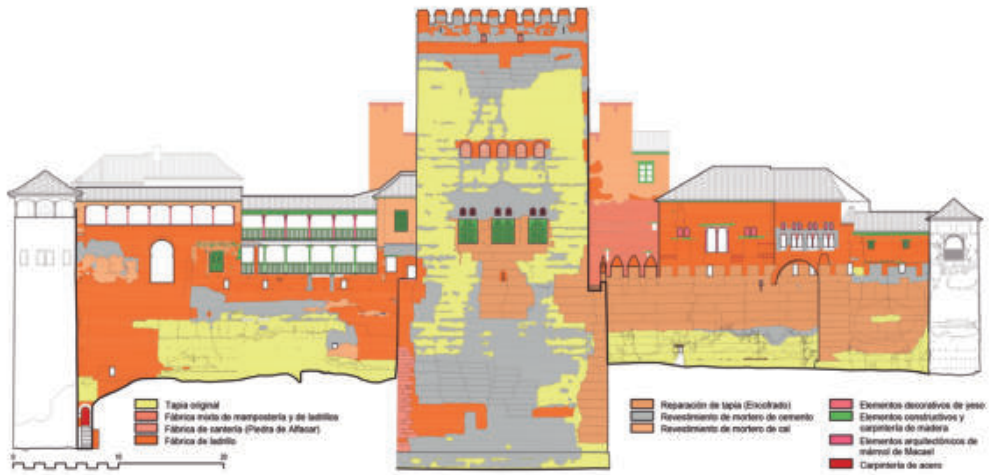 Tapia original
Fábrica mixta de mampostería y de ladrillos
Fábrica de cantería (Piedra de Alfacar)
Fábrica de ladrillo
0 10 20
Reparación de tapia (Encofrado)
Revestimiento de mortero de cemento
Revestimiento de mortero de cal
Elementos decorativos de yeso
Elementos constructivos y
carpintería de madera
Elementos arquitectónicos de
mármol de Macael
Carpintería de acero